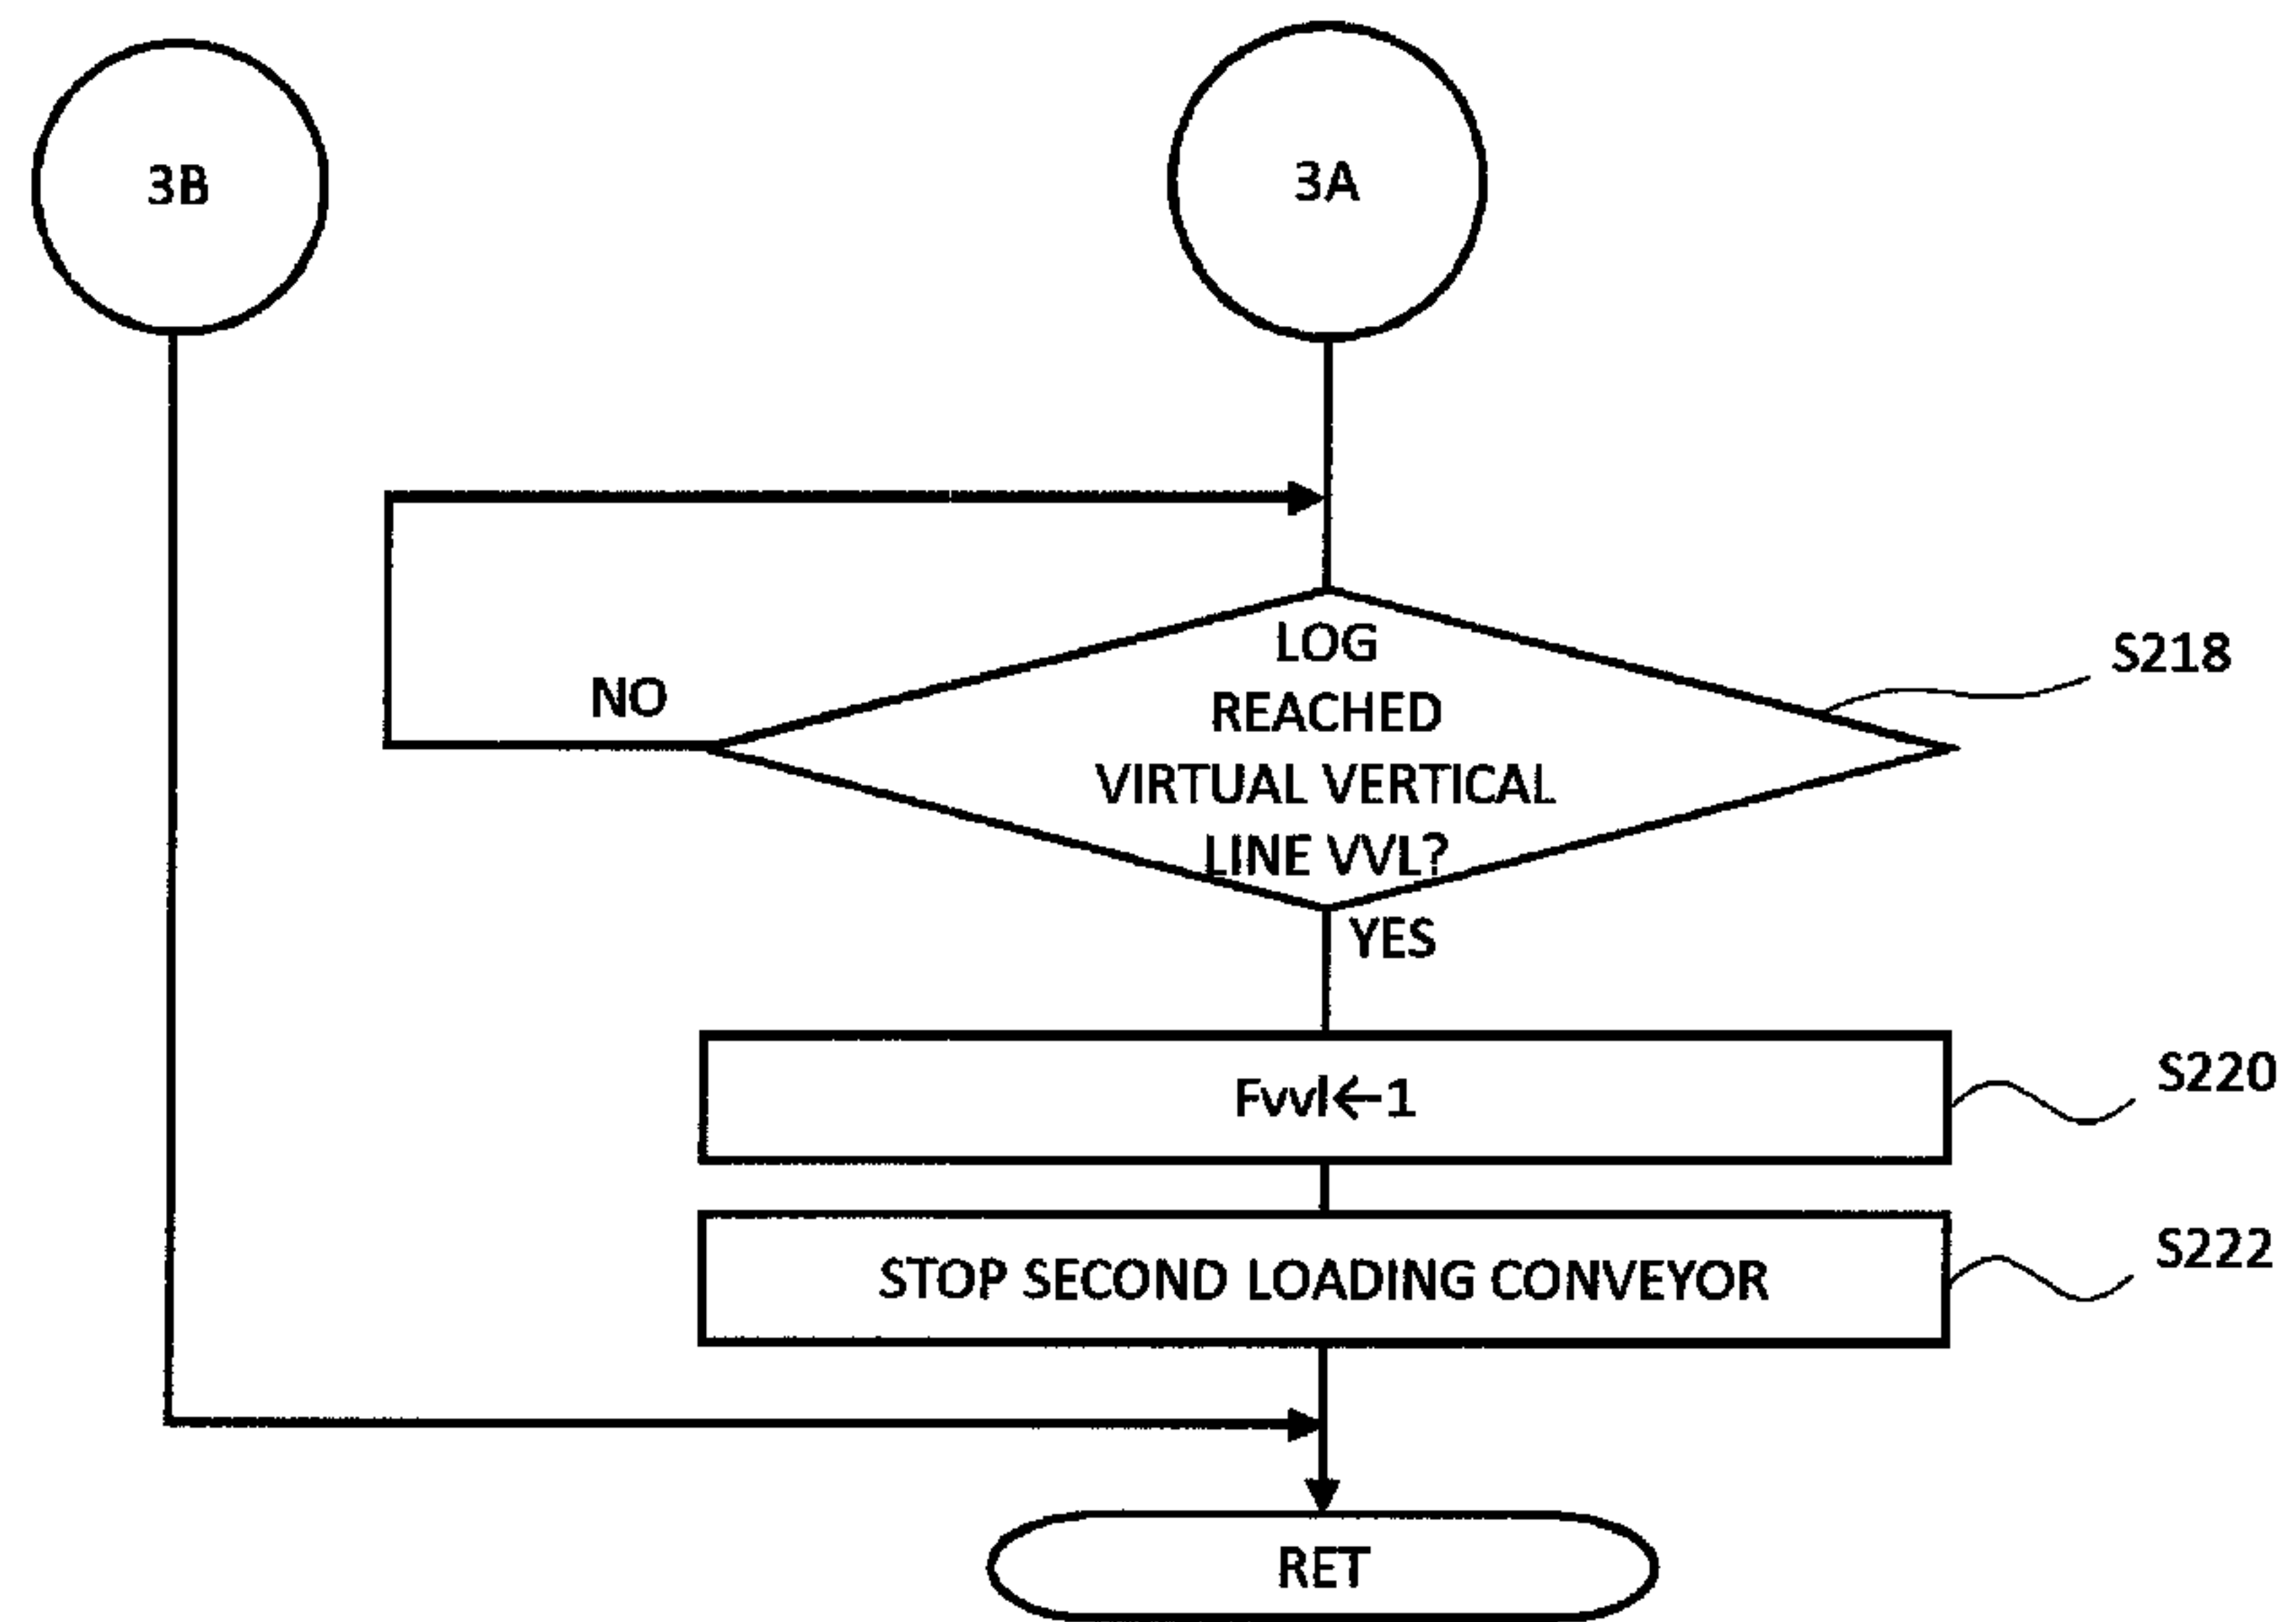 3B
3A
LOG
REACHED
VIRTUAL VERTICAL
LINE VVL?
S218
NO
YES
Fvvl←1
S220
STOP SECOND LOADING CONVEYOR
S222
RET